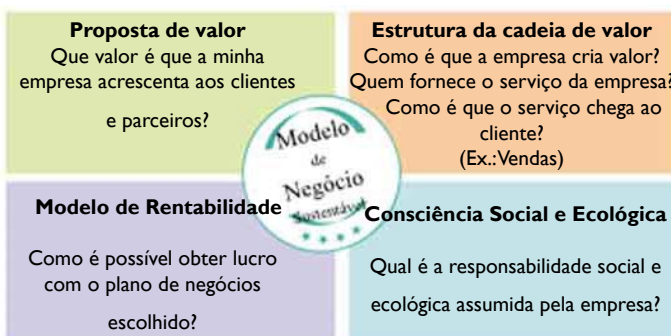 Proposta de valor
Que valor é que a minha
empresa acrescenta aos clientes
e parceiros?
Estrutura da cadeia de valor
Como é que a empresa cria valor?
Quem fornece o serviço da empresa?
Como é que o serviço chega ao
cliente?
(Ex.:Vendas)
Modelo
de
Negócio
Sustentável
Modelo de Rentabilidade
Como é possível obter lucro
com o plano de negócios
escolhido?
Consciência Social e Ecológica
Qual é a responsabilidade social e
ecológica assumida pela empresa?